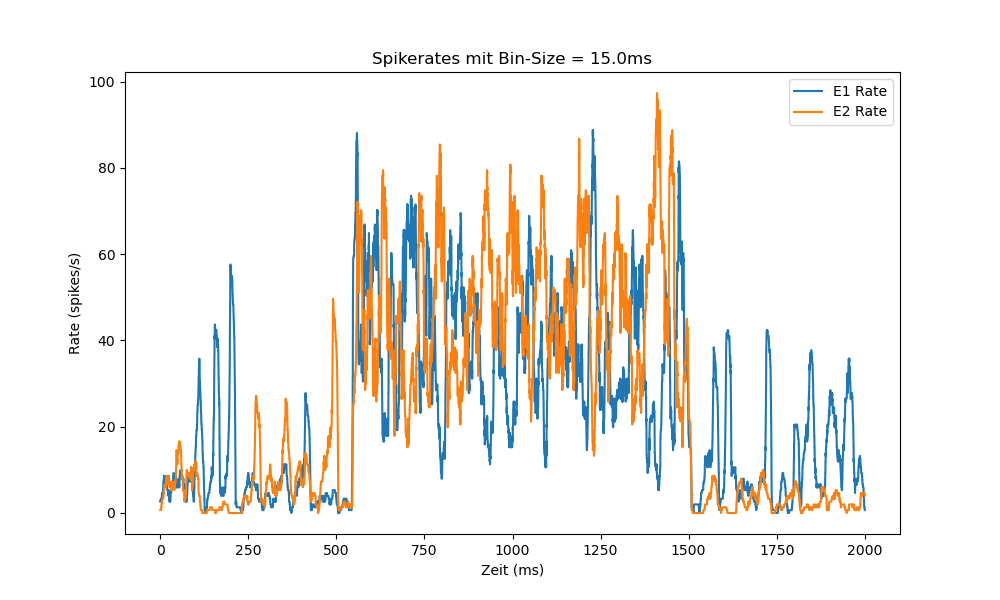 Spikerates mit Bin-Size = 15.0ms
100
80
60
40
20
0
Rate (spikes/s)
E1 Rate
E2 Rate
0 250 500 750 1000 1250 1500 1750 2000
Zeit (ms)